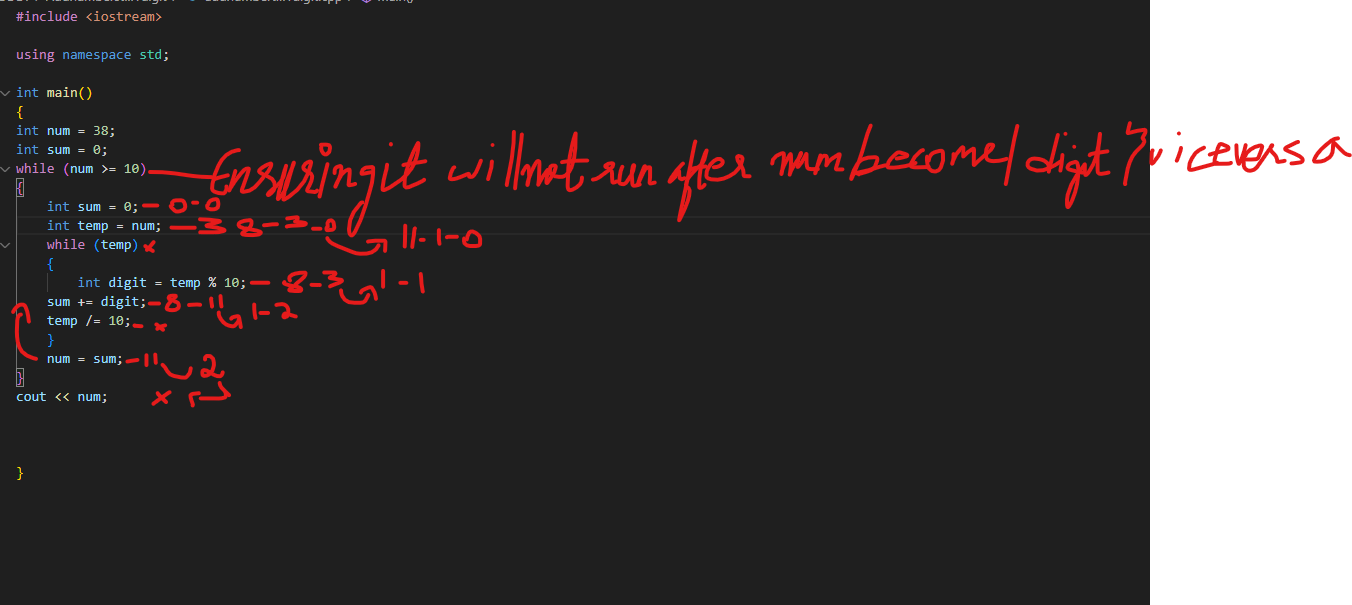 #include <iostream>
using namespace std;
int main()
{
int num = 38;
int sum = 0;
while (num >= 10) — Ensuring it will not run after num become 1 digit } viceversa
{
int sum = 0; — 0 - 0
int temp = num; — 38 - 3 - 0 11 - 1 - 0
while (temp) x
{
int digit = temp % 10; — 8 - 3 1 - 1
sum += digit; — 8 - 11 1 - 2
temp /= 10; - x
}
num = sum; - 11 2
}
cout << num; x
}